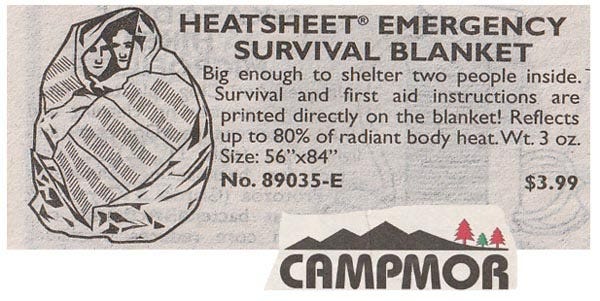 HEATSHEET® EMERGENCY
SURVIVAL BLANKET
Big enough to shelter two people inside.
Survival and first aid instructions are
printed directly on the blanket! Reflects
up to 80% of radiant body heat. Wt. 3 oz.
Size: 56”x84”
No. 89035-E $3.99
CAMPMOR